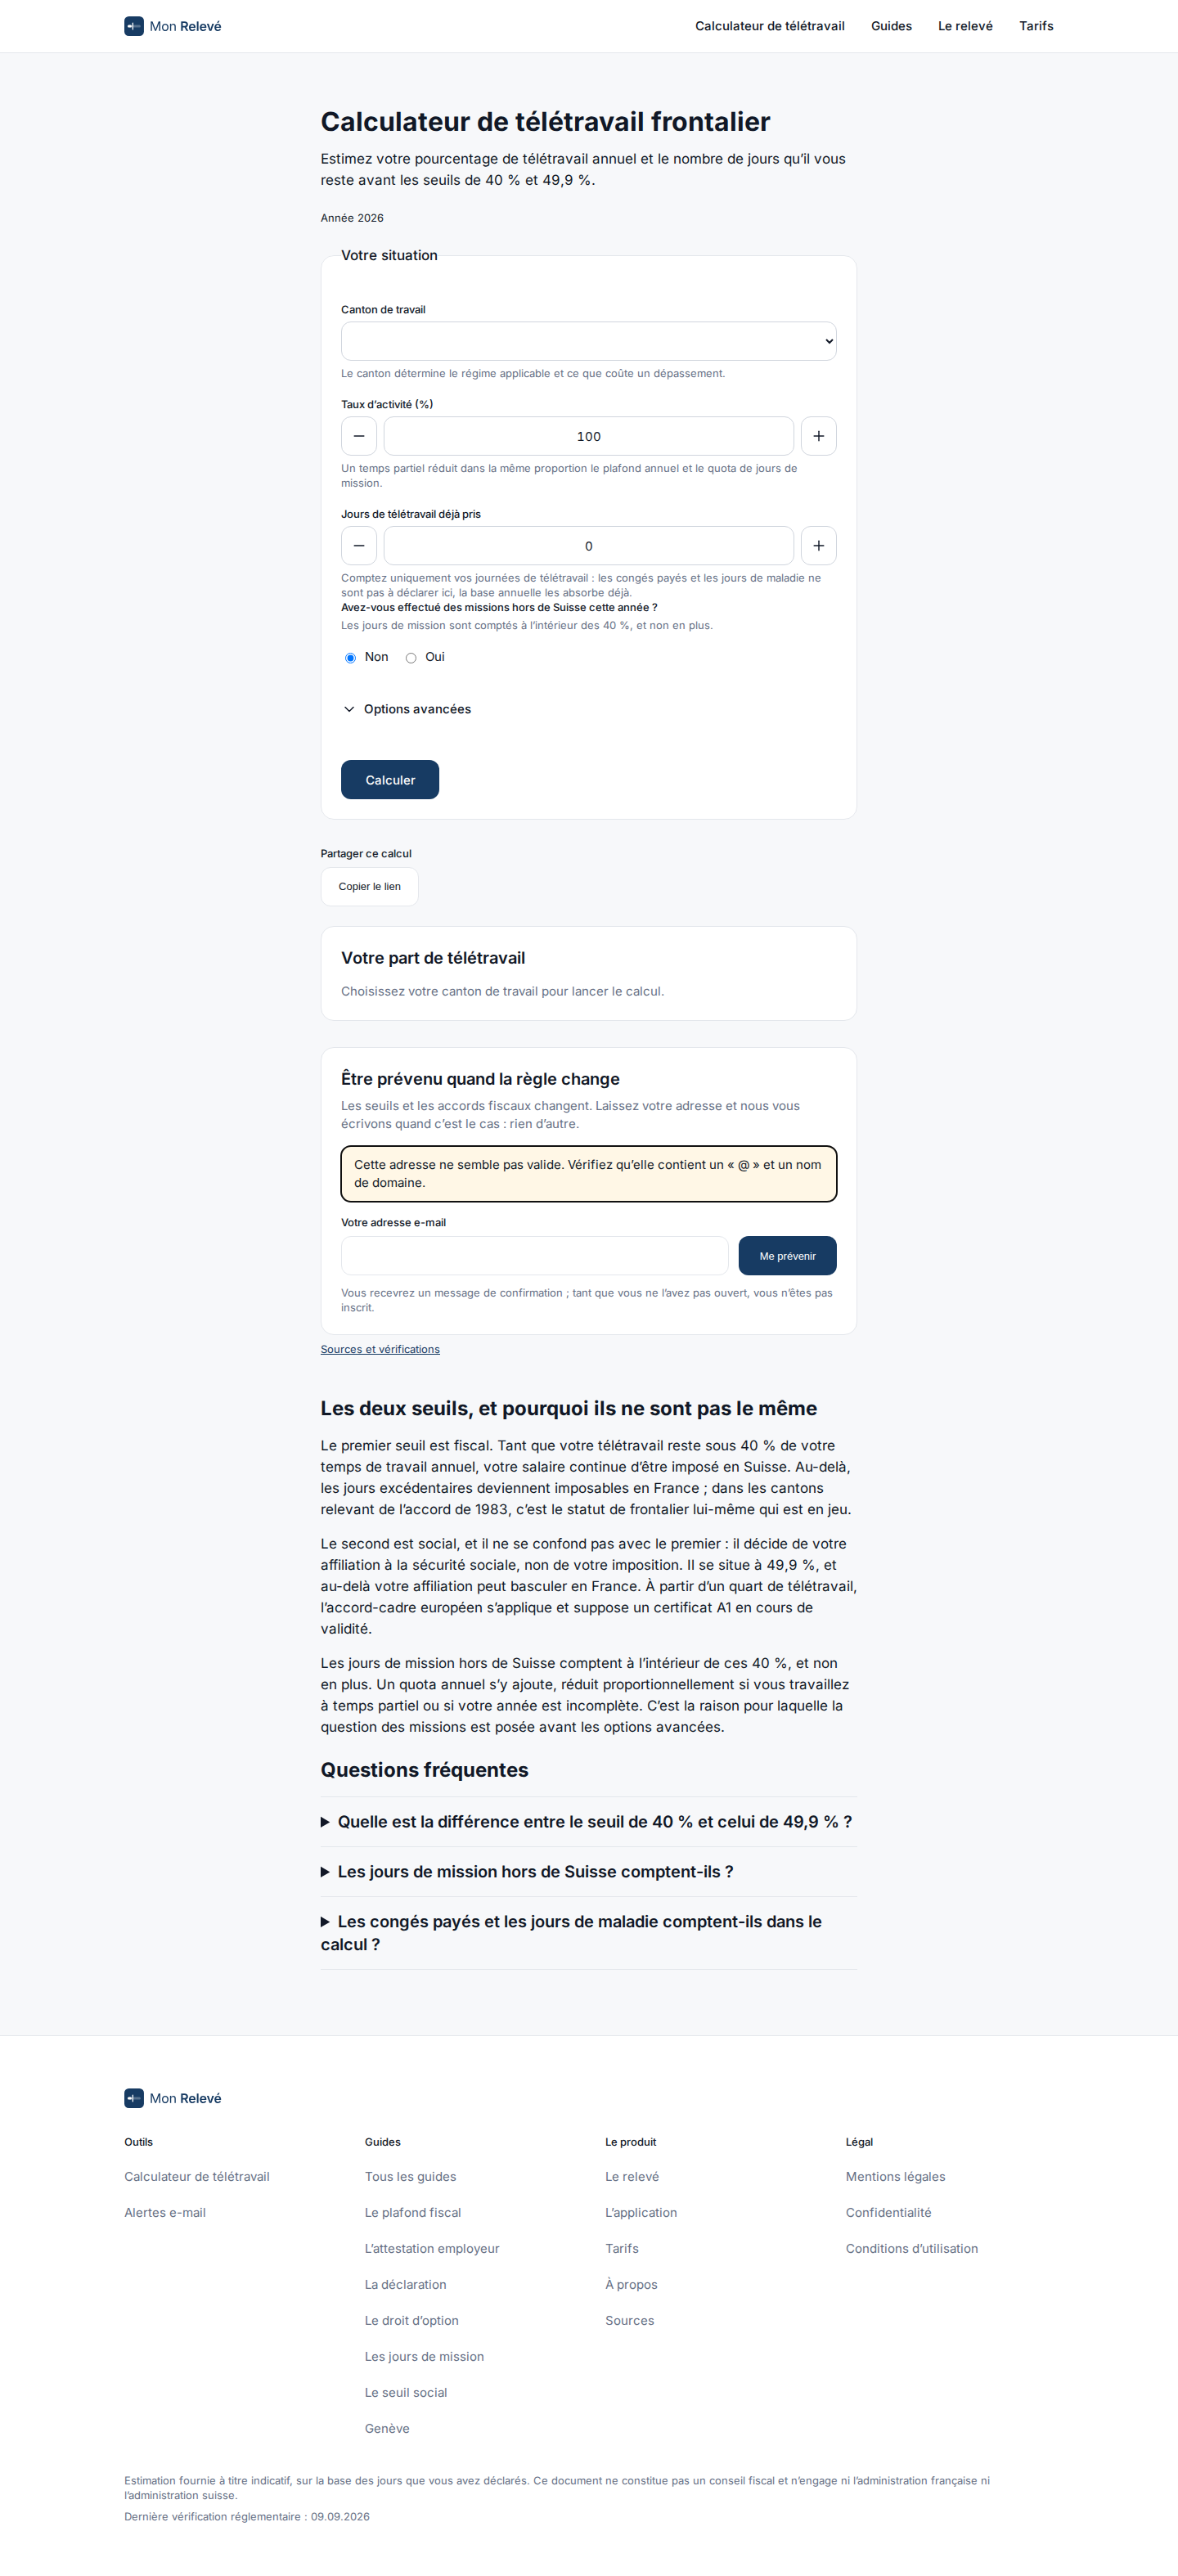 Mon Relevé
Calculateur de télétravail
Guides
Le relevé
Tarifs
Calculateur de télétravail frontalier
Estimez votre pourcentage de télétravail annuel et le nombre de jours qu’il vous
reste avant les seuils de 40 % et 49,9 %.
Année 2026
Votre situation
Canton de travail
Le canton détermine le régime applicable et ce que coûte un dépassement.
Taux d’activité (%)
100
Un temps partiel réduit dans la même proportion le plafond annuel et le quota de jours de
mission.
Jours de télétravail déjà pris
0
Comptez uniquement vos journées de télétravail : les congés payés et les jours de maladie ne
sont pas à déclarer ici, la base annuelle les absorbe déjà.
Avez-vous effectué des missions hors de Suisse cette année ?
Les jours de mission sont comptés à l’intérieur des 40 %, et non en plus.
Non
Oui
Options avancées
Calculer
Partager ce calcul
Copier le lien
Votre part de télétravail
Choisissez votre canton de travail pour lancer le calcul.
Être prévenu quand la règle change
Les seuils et les accords fiscaux changent. Laissez votre adresse et nous vous
écrivons quand c’est le cas : rien d’autre.
Cette adresse ne semble pas valide. Vérifiez qu’elle contient un « @ » et un nom
de domaine.
Votre adresse e-mail
Me prévenir
Vous recevrez un message de confirmation ; tant que vous ne l’avez pas ouvert, vous n’êtes pas
inscrit.
Sources et vérifications
Les deux seuils, et pourquoi ils ne sont pas le même
Le premier seuil est fiscal. Tant que votre télétravail reste sous 40 % de votre
temps de travail annuel, votre salaire continue d’être imposé en Suisse. Au-delà,
les jours excédentaires deviennent imposables en France ; dans les cantons
relevant de l’accord de 1983, c’est le statut de frontalier lui-même qui est en jeu.
Le second est social, et il ne se confond pas avec le premier : il décide de votre
affiliation à la sécurité sociale, non de votre imposition. Il se situe à 49,9 %, et
au-delà votre affiliation peut basculer en France. À partir d’un quart de télétravail,
l’accord-cadre européen s’applique et suppose un certificat A1 en cours de
validité.
Les jours de mission hors de Suisse comptent à l’intérieur de ces 40 %, et non
en plus. Un quota annuel s’y ajoute, réduit proportionnellement si vous travaillez
à temps partiel ou si votre année est incomplète. C’est la raison pour laquelle la
question des missions est posée avant les options avancées.
Questions fréquentes
Quelle est la différence entre le seuil de 40 % et celui de 49,9 % ?
Les jours de mission hors de Suisse comptent-ils ?
Les congés payés et les jours de maladie comptent-ils dans le
calcul ?
Mon Relevé
Outils
Calculateur de télétravail
Alertes e-mail
Guides
Tous les guides
Le plafond fiscal
L’attestation employeur
La déclaration
Le droit d’option
Les jours de mission
Le seuil social
Genève
Le produit
Le relevé
L’application
Tarifs
À propos
Sources
Légal
Mentions légales
Confidentialité
Conditions d’utilisation
Estimation fournie à titre indicatif, sur la base des jours que vous avez déclarés. Ce document ne constitue pas un conseil fiscal et n’engage ni l’administration française ni
l’administration suisse.
Dernière vérification réglementaire : 09.09.2026